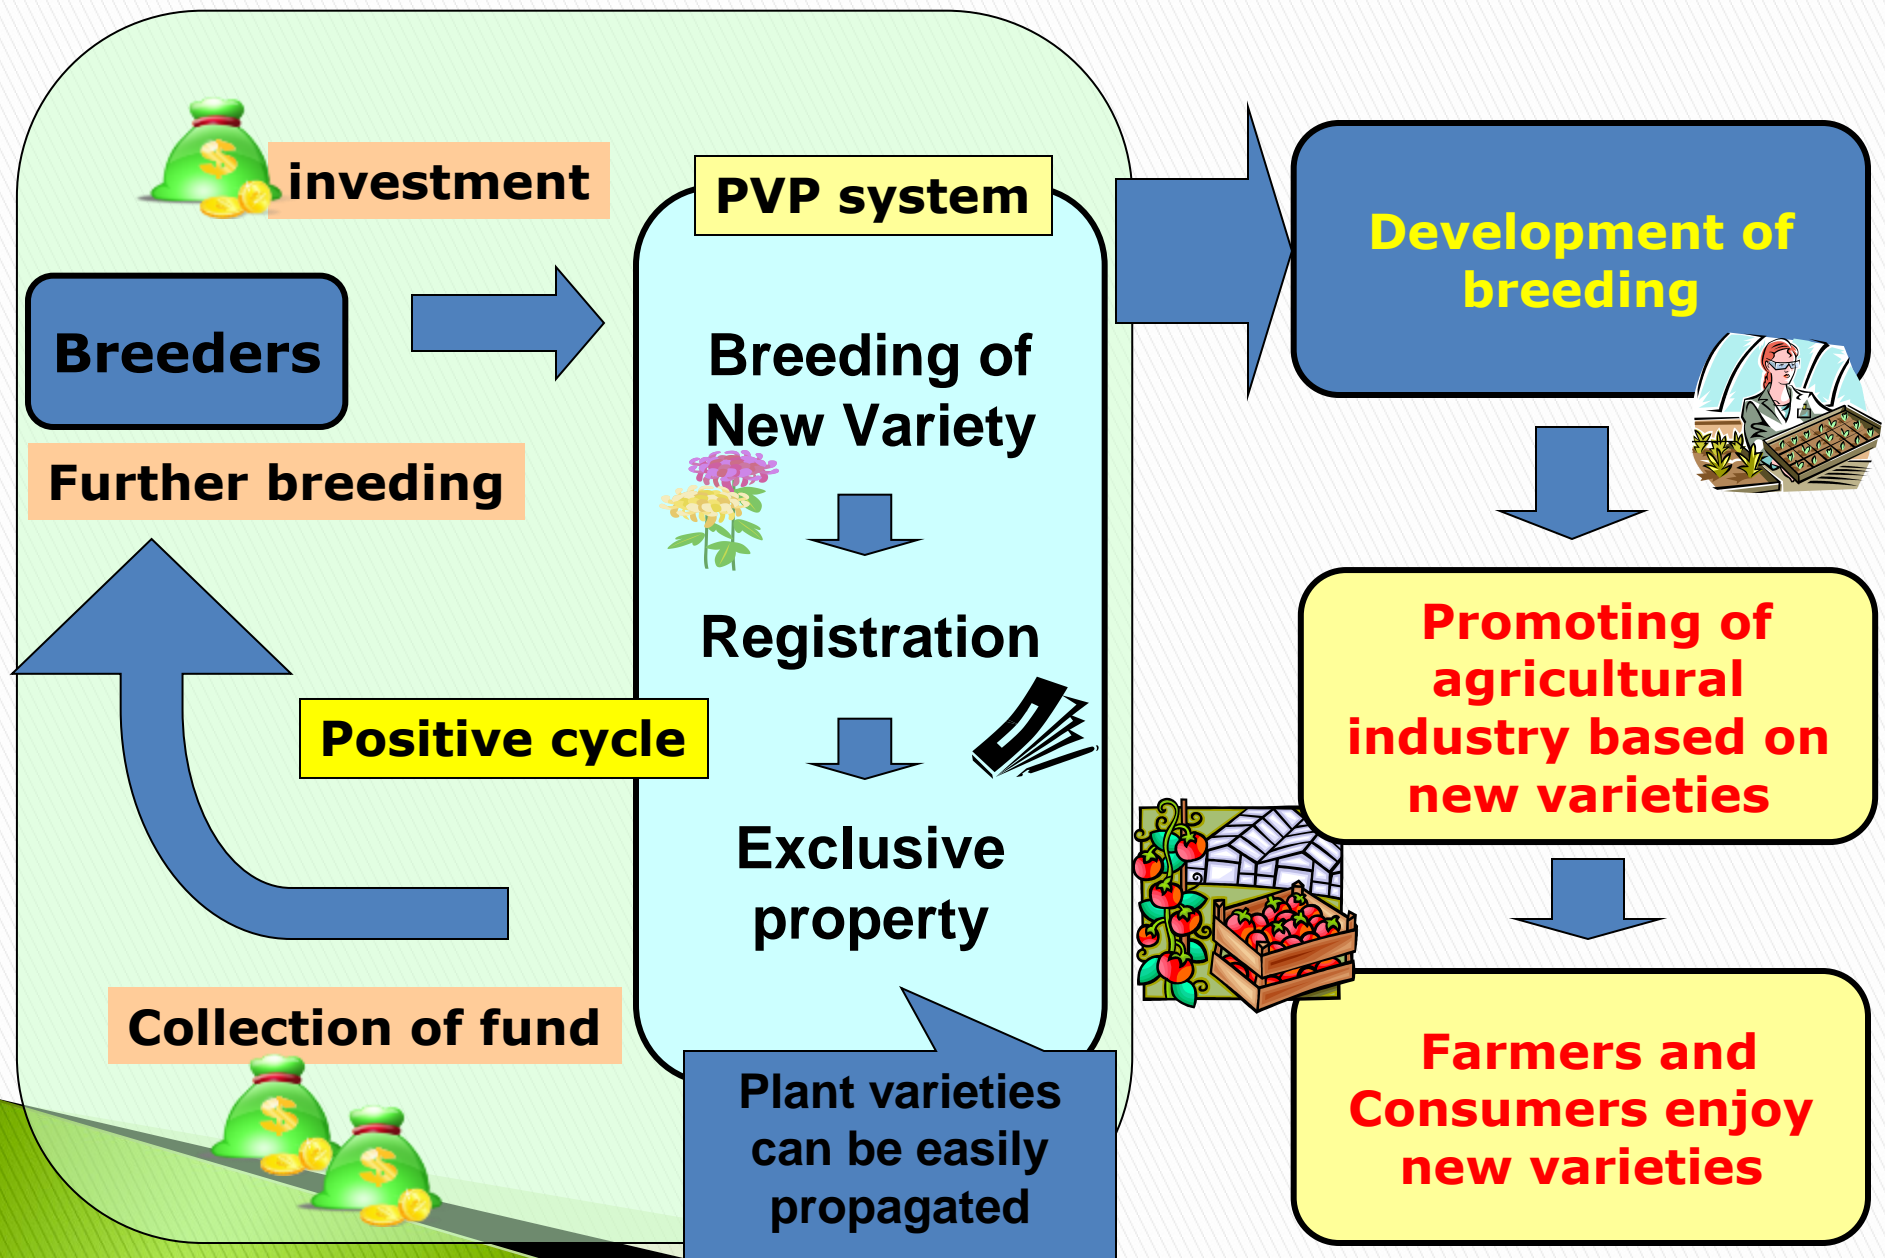 investment
Breeders
Further breeding
PVP system
Breeding of
New Variety
Registration
Exclusive
property
Positive cycle
Collection of fund
Plant varieties
can be easily
propagated
Development of
breeding
Promoting of
agricultural
industry based on
new varieties
Farmers and
Consumers enjoy
new varieties